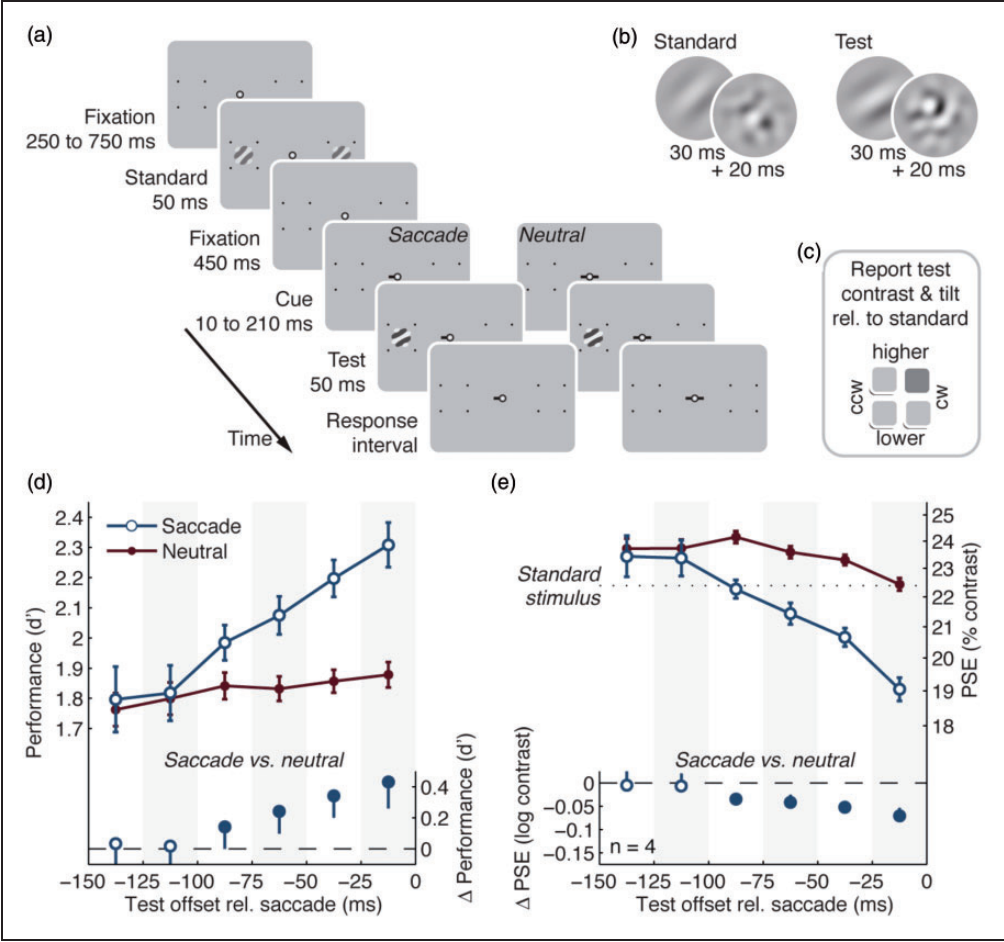 (a)
Fixation
250 to 750 ms
Standard
50 ms
Fixation
450 ms
Saccade
Neutral
Cue
10 to 210 ms
Test
50 ms
Response
interval
Time
(b)
Standard
Test
30 ms
+ 20 ms
30 ms
+ 20 ms
(c)
Report test
contrast & tilt
rel. to standard
higher
ccw
cw
lower
(d)
Performance (d’)
2.4
2.3
2.2
2.1
2
1.9
1.8
1.7
Saccade
Neutral
Saccade vs. neutral
0.4
0.2
0
Δ Performance (d’)
−150 −125 −100 −75 −50 −25 0
Test offset rel. saccade (ms)
(e)
Standard
stimulus
25
24
23
22
21
20
19
18
PSE (% contrast)
Saccade vs. neutral
Δ PSE (log contrast)
0
−0.05
−0.1
−0.15
n = 4
−150 −125 −100 −75 −50 −25 0
Test offset rel. saccade (ms)